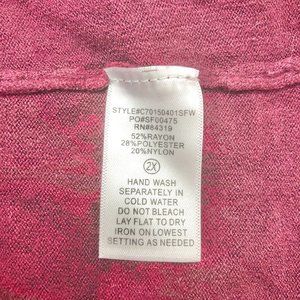 STYLE#C70150401SFW
PO#SF00475
RN#84319
52%RAYON
28%POLYESTER
20%NYLON
2X
HAND WASH
SEPARATELY IN
COLD WATER
DO NOT BLEACH
LAY FLAT TO DRY
IRON ON LOWEST
SETTING AS NEEDED